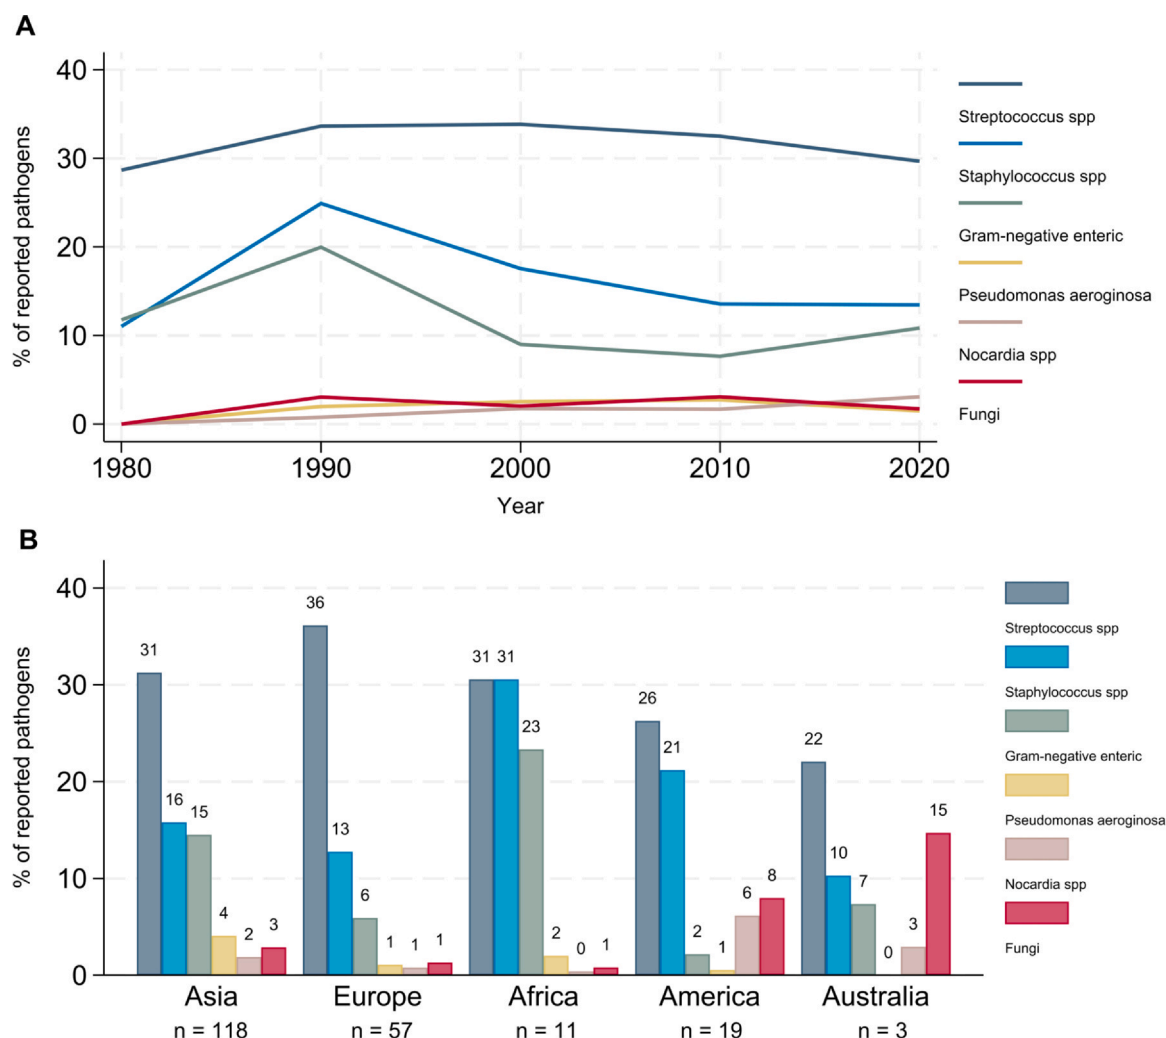 A
% of reported pathogens
40
30
20
10
0
1980 1990 2000 2010 2020
Year
Streptococcus spp
Staphylococcus spp
Gram-negative enteric
Pseudomonas aeroginosa
Nocardia spp
Fungi
B
% of reported pathogens
40
30
20
10
0
31 16 15 4 2 3
36 13 6 1 1 1
31 31 23 2 0 1
26 21 2 1 6 8
22 10 7 0 3 15
Asia Europe Africa America Australia
n = 118 n = 57 n = 11 n = 19 n = 3
Streptococcus spp
Staphylococcus spp
Gram-negative enteric
Pseudomonas aeroginosa
Nocardia spp
Fungi